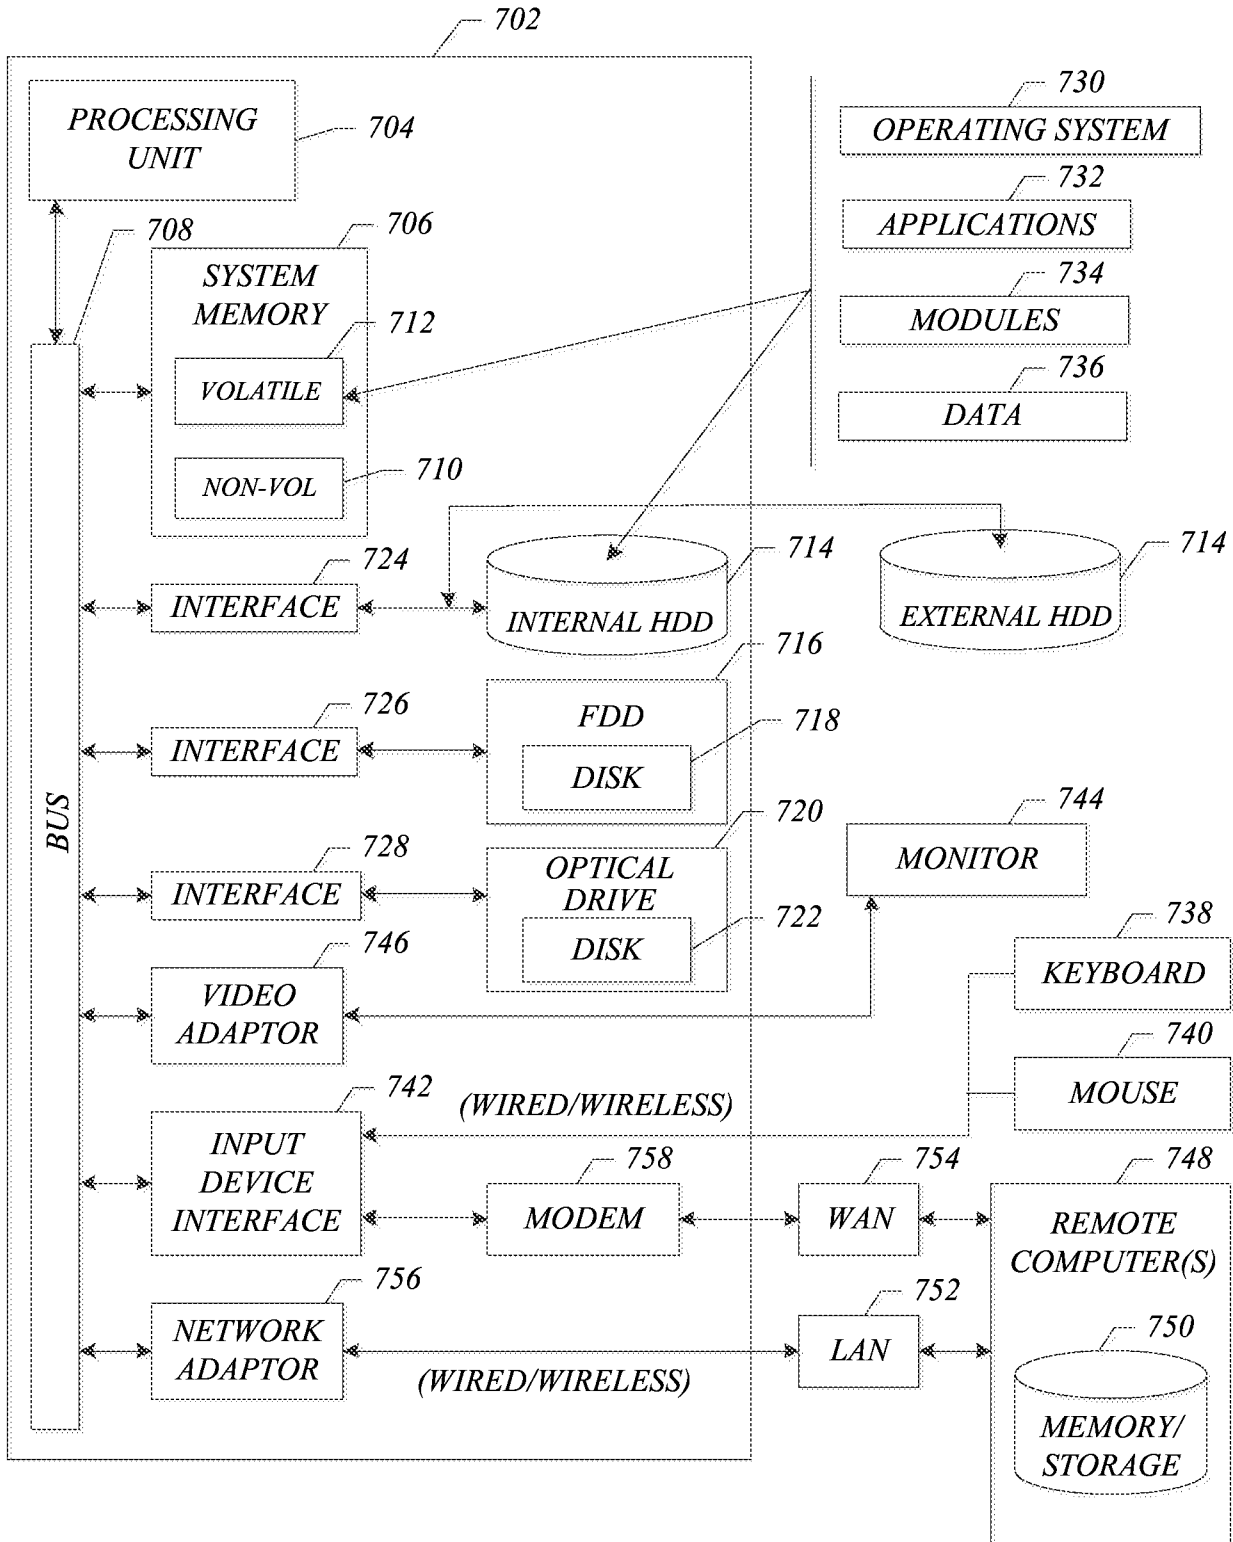 702
PROCESSING
UNIT
704
730
OPERATING SYSTEM
732
APPLICATIONS
734
MODULES
736
DATA
708
706
SYSTEM
MEMORY
712
VOLATILE
710
NON-VOL
724
INTERFACE
714
INTERNAL HDD
714
EXTERNAL HDD
716
FDD
718
DISK
726
INTERFACE
BUS
720
OPTICAL
DRIVE
722
DISK
728
INTERFACE
744
MONITOR
746
VIDEO
ADAPTOR
738
KEYBOARD
740
MOUSE
742
INPUT
DEVICE
INTERFACE
(WIRED/WIRELESS)
758
MODEM
754
WAN
748
REMOTE
COMPUTER(S)
756
NETWORK
ADAPTOR
(WIRED/WIRELESS)
752
LAN
750
MEMORY/
STORAGE